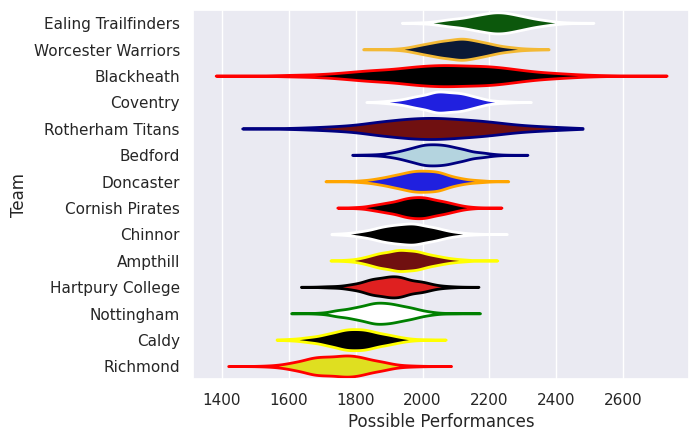 Ealing Trailfinders
Worcester Warriors
Blackheath
Coventry
Rotherham Titans
Bedford
Doncaster
Cornish Pirates
Chinnor
Ampthill
Hartpury College
Nottingham
Caldy
Richmond
Team
1400 1600 1800 2000 2200 2400 2600
Possible Performances